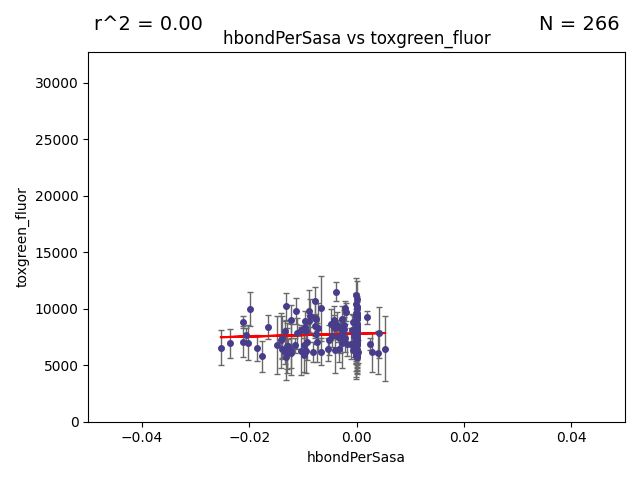 r^2 = 0.00
N = 266
hbondPerSasa vs toxgreen_fluor
30000
25000
20000
15000
10000
5000
0
toxgreen_fluor
−0.04
−0.02
0.00
0.02
0.04
hbondPerSasa